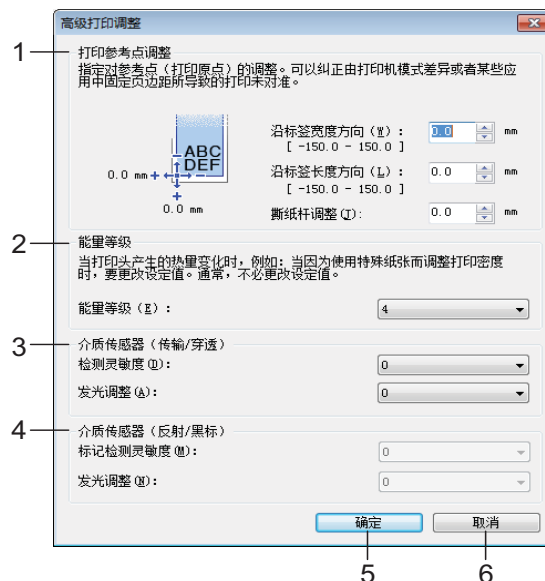 高级打印调整
1
打印参考点调整
指定对参考点（打印原点）的调整。可以纠正由打印机模式差异或者某些应
用中固定页边距所导致的打印未对准。
ABC
DEF
0.0 mm
0.0 mm
沿标签宽度方向(W)： 0.0 mm
[ -150.0 - 150.0 ]
沿标签长度方向(L)： 0.0 mm
[ -150.0 - 150.0 ]
撕纸杆调整(T)： 0.0 mm
2
能量等级
当打印头产生的热量变化时，例如：当因为使用特殊纸张而调整打印密度
时，要更改设定值。通常，不必更改设定值。
能量等级(E)： 4
3
介质传感器（传输/穿透）
检测灵敏度(D)： 0
发光调整(A)： 0
4
介质传感器（反射/黑标）
标记检测灵敏度(M)： 0
发光调整(N)： 0
确定 取消
5 6